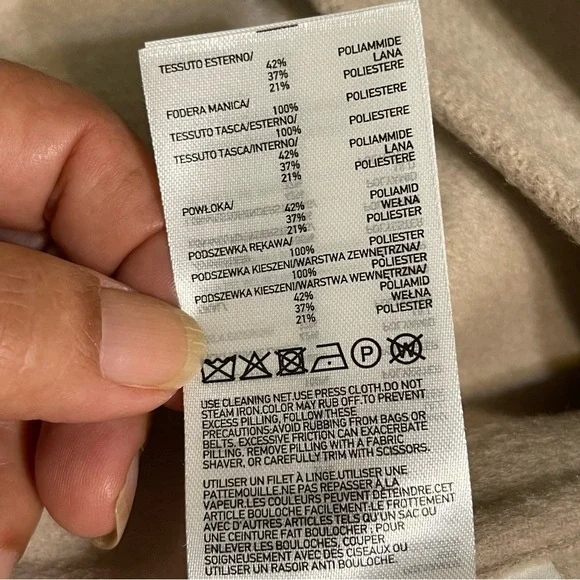 TESSUTO ESTERNO/
42% POLIAMMIDE
37% LANA
21% POLIESTERE
FODERA MANICA/
100% POLIESTERE
TESSUTO TASCA/ESTERNO/
100% POLIESTERE
TESSUTO TASCA/INTERNO/
42% POLIAMMIDE
37% LANA
21% POLIESTERE
POWŁOKA/
42% POLIAMID
37% WEŁNA
21% POLIESTER
PODSZEWKA RĘKAWA/
100% POLIESTER
PODSZEWKA KIESZENI/WARSTWA ZEWNĘTRZNA/
100% POLIESTER
PODSZEWKA KIESZENI/WARSTWA WEWNĘTRZNA/
42% POLIAMID
37% WEŁNA
21% POLIESTER
P W
USE CLEANING NET.USE PRESS CLOTH.DO NOT
STEAM IRON.COLOR MAY RUB OFF.TO PREVENT
EXCESS PILLING, FOLLOW THESE
PRECAUTIONS.AVOID RUBBING FROM BAGS OR
BELTS. EXCESSIVE FRICTION CAN EXACERBATE
PILLING. REMOVE PILLING WITH A FABRIC
SHAVER, OR CAREFULLY TRIM WITH SCISSORS.
UTILISER UN FILET À LINGE.UTILISER UNE
PATTEMOUILLE.NE PAS REPASSER À LA
VAPEUR.LES COULEURS PEUVENT DÉTEINDRE.CET
ARTICLE BOULOCHE FACILEMENT.LE FROTTEMENT
AVEC D'AUTRES ARTICLES TELS QU'UN SAC OU
UNE CEINTURE FAIT BOULOCHER ; POUR
ENLEVER LES BOULOCHES, COUPER
SOIGNEUSEMENT AVEC DES CISEAUX OU
UTILISER UN RASOIR ANTI BOULOCHE.